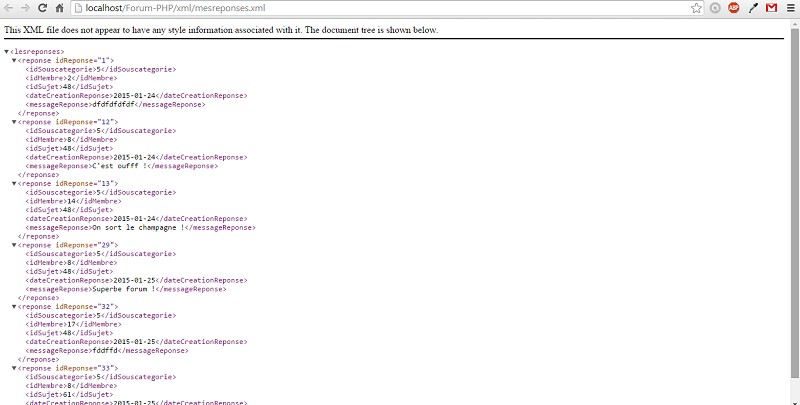 localhost/Forum-PHP/xml/mesreponses.xml
ABP
This XML file does not appear to have any style information associated with it. The document tree is shown below.
▼<lesreponses>
▼<reponse idReponse="1">
<idSouscategorie>5</idSouscategorie>
<idMembre>2</idMembre>
<idSujet>48</idSujet>
<dateCreationReponse>2015-01-24</dateCreationReponse>
<messageReponse>dfdfdfdfdf</messageReponse>
</reponse>
▼<reponse idReponse="12">
<idSouscategorie>5</idSouscategorie>
<idMembre>8</idMembre>
<idSujet>48</idSujet>
<dateCreationReponse>2015-01-24</dateCreationReponse>
<messageReponse>C'est oufff !</messageReponse>
</reponse>
▼<reponse idReponse="13">
<idSouscategorie>5</idSouscategorie>
<idMembre>14</idMembre>
<idSujet>48</idSujet>
<dateCreationReponse>2015-01-24</dateCreationReponse>
<messageReponse>On sort le champagne !</messageReponse>
</reponse>
▼<reponse idReponse="29">
<idSouscategorie>5</idSouscategorie>
<idMembre>8</idMembre>
<idSujet>48</idSujet>
<dateCreationReponse>2015-01-25</dateCreationReponse>
<messageReponse>Superbe forum !</messageReponse>
</reponse>
▼<reponse idReponse="32">
<idSouscategorie>5</idSouscategorie>
<idMembre>17</idMembre>
<idSujet>48</idSujet>
<dateCreationReponse>2015-01-25</dateCreationReponse>
<messageReponse>fddffd</messageReponse>
</reponse>
▼<reponse idReponse="33">
<idSouscategorie>5</idSouscategorie>
<idMembre>8</idMembre>
<idSujet>61</idSujet>
<dateCreationReponse>2015-01-25</dateCreationReponse>